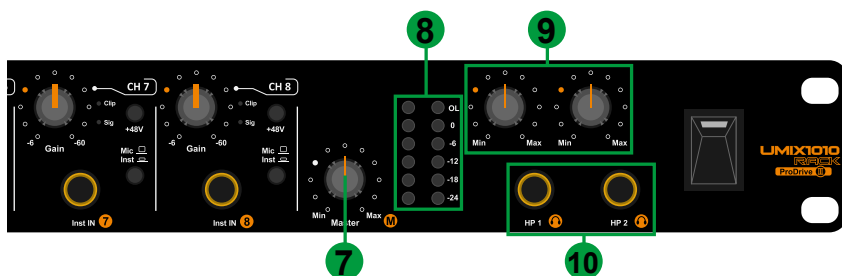 8
9
CH 7
Clip
Sig
+48V
-6
-60
Gain
Mic
Inst
Inst IN 7
CH 8
Clip
Sig
+48V
-6
-60
Gain
Mic
Inst
Inst IN 8
Min
Max
Master M
OL
0
-6
-12
-18
-24
Min
Max
Min
Max
HP 1
HP 2
UMIX1010
RACK
ProDrive III
7
10